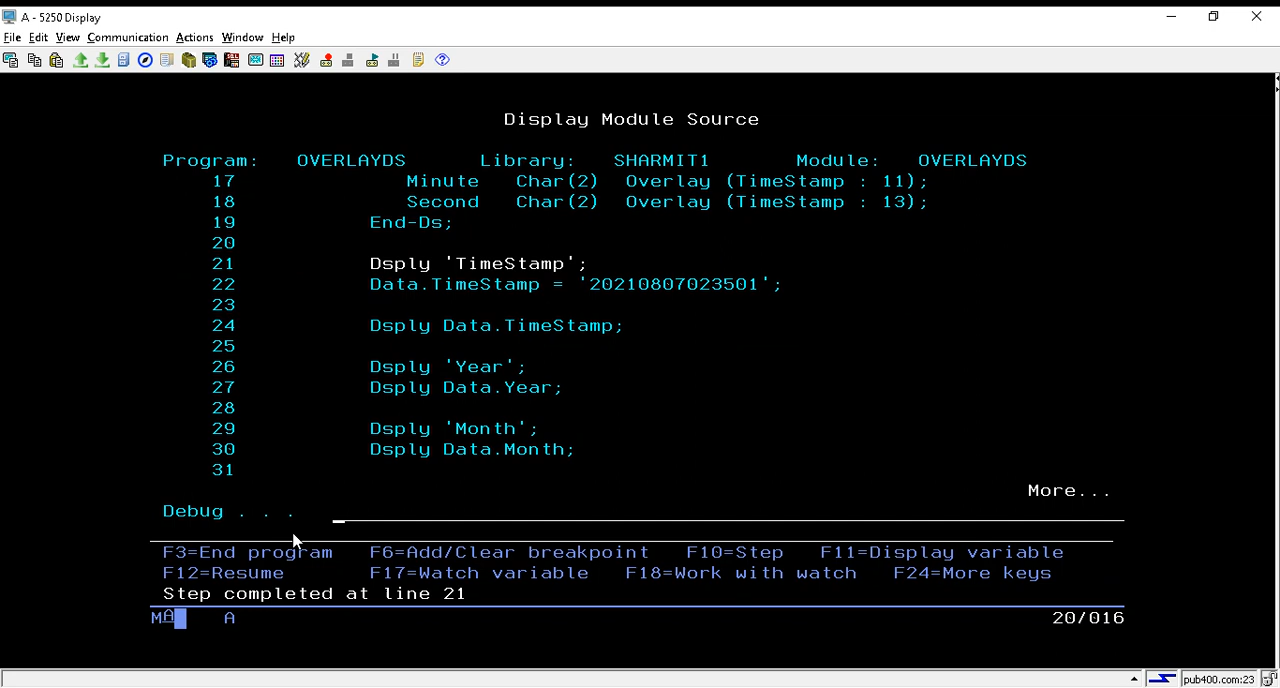 A - 5250 Display
File Edit View Communication Actions Window Help
Display Module Source
Program: OVERLAYDS Library: SHARMIT1 Module: OVERLAYDS
17 Minute Char(2) Overlay (TimeStamp : 11);
18 Second Char(2) Overlay (TimeStamp : 13);
19 End-Ds;
20
21 Dsply 'TimeStamp';
22 Data.TimeStamp = '20210807023501';
23
24 Dsply Data.TimeStamp;
25
26 Dsply 'Year';
27 Dsply Data.Year;
28
29 Dsply 'Month';
30 Dsply Data.Month;
31
More...
Debug . . .
F3=End program F6=Add/Clear breakpoint F10=Step F11=Display variable
F12=Resume F17=Watch variable F18=Work with watch F24=More keys
Step completed at line 21
MA A 20/016
pub400.com:23